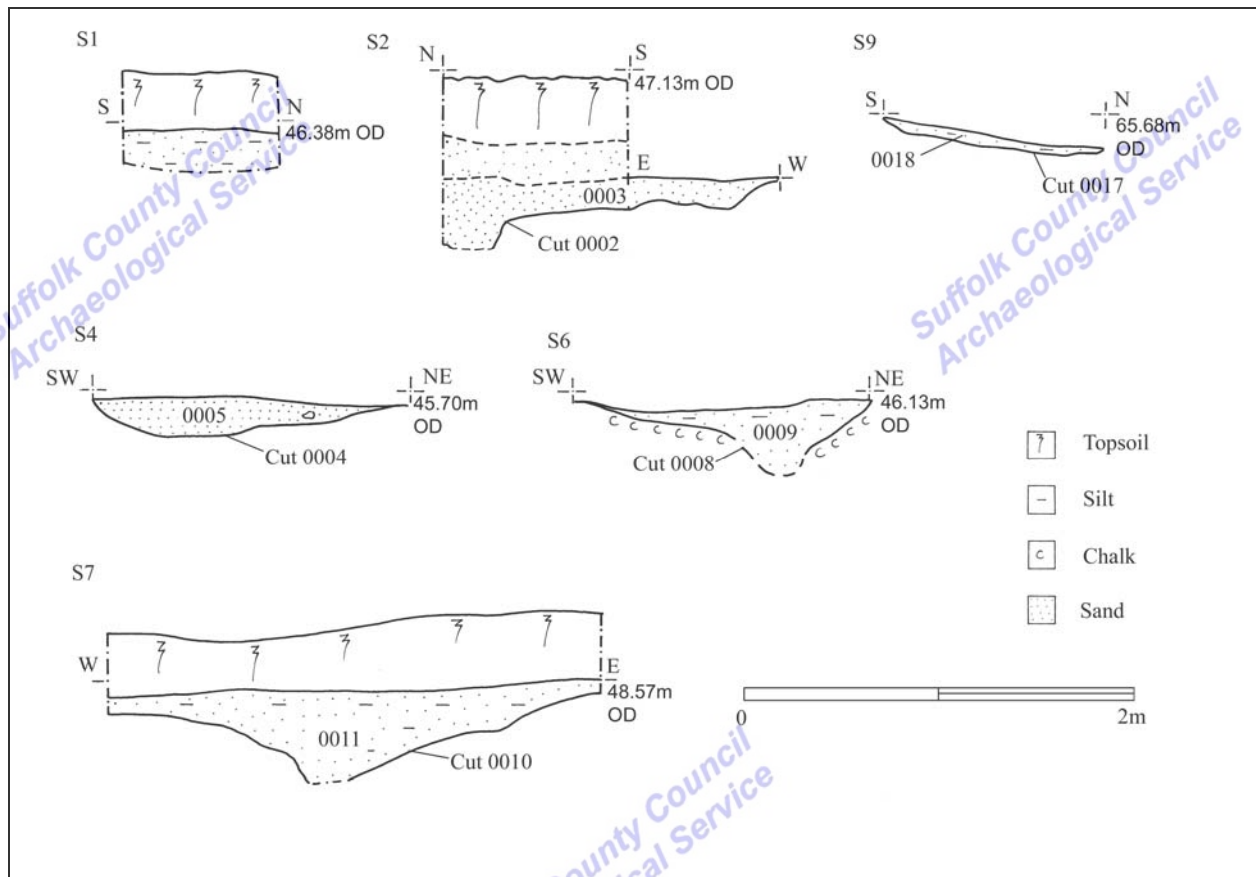 S1
S
N
46.38m OD
S2
N
S
47.13m OD
E
W
0003
Cut 0002
S9
S
N
65.68m
OD
0018
Cut 0017
S4
SW
NE
45.70m
OD
0005
Cut 0004
S6
SW
NE
46.13m
OD
0009
Cut 0008
S7
W
E
48.57m
OD
0011
Cut 0010
Topsoil
Silt
c
Chalk
Sand
0
2m
Suffolk County Council
Archaeological Service
Suffolk County Council
Archaeological Service
County Council
Service